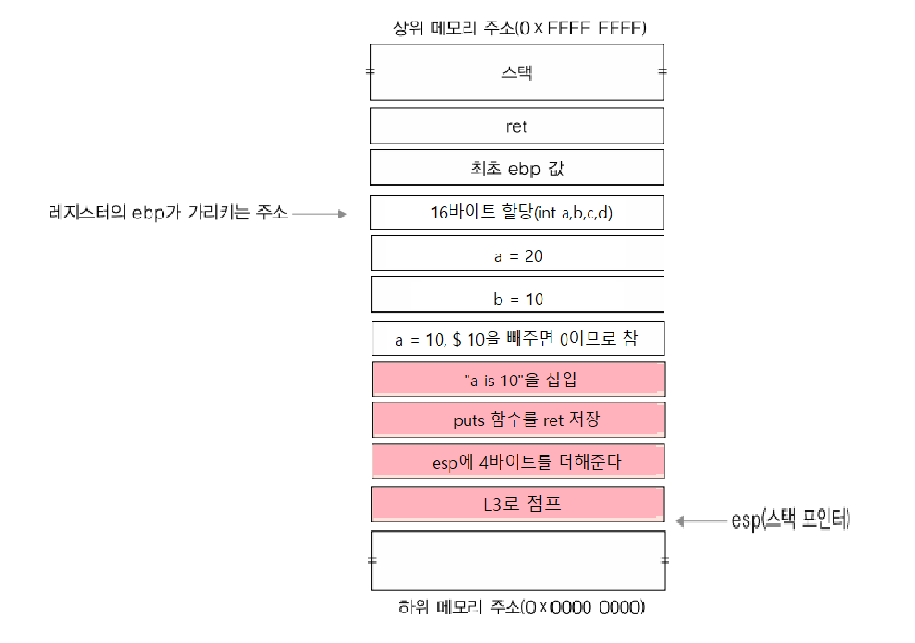 상위 메모리 주소(0 X FFFF FFFF)
스택
ret
최초 ebp 값
레지스터의 ebp가 가리키는 주소
16바이트 할당(int a,b,c,d)
a = 20
b = 10
a = 10, $ 10을 빼주면 0이므로 착
"a is 10"을 십입
puts 함수를 ret 저장
esp에 4바이트를 더해준다
L3로 점프
esp(스택 프인터)
하위 메모리 주소(0 X 0000 0000)